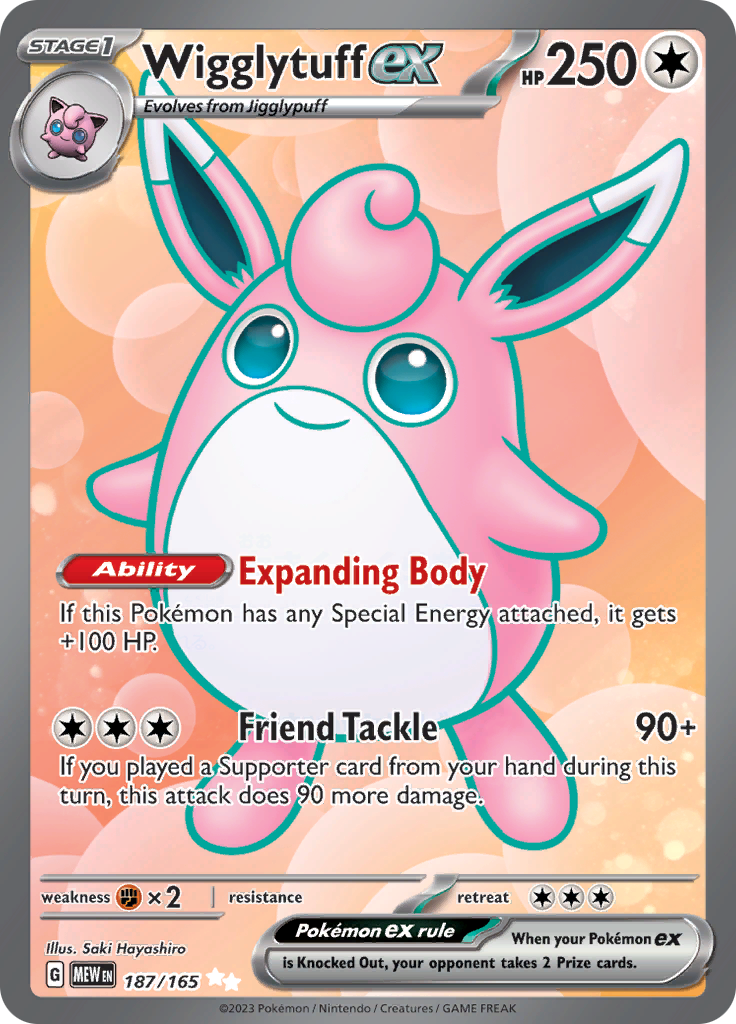 STAGE1
Wigglytuff ex
HP 250
Evolves from Jigglypuff
Ability Expanding Body
If this Pokémon has any Special Energy attached, it gets
+100 HP.
Friend Tackle 90+
If you played a Supporter card from your hand during this
turn, this attack does 90 more damage.
weakness ×2 resistance retreat
Pokémon ex rule
When your Pokémon ex
is Knocked Out, your opponent takes 2 Prize cards.
Illus. Saki Hayashiro
G MEW EN 187/165
©2023 Pokémon / Nintendo / Creatures / GAME FREAK